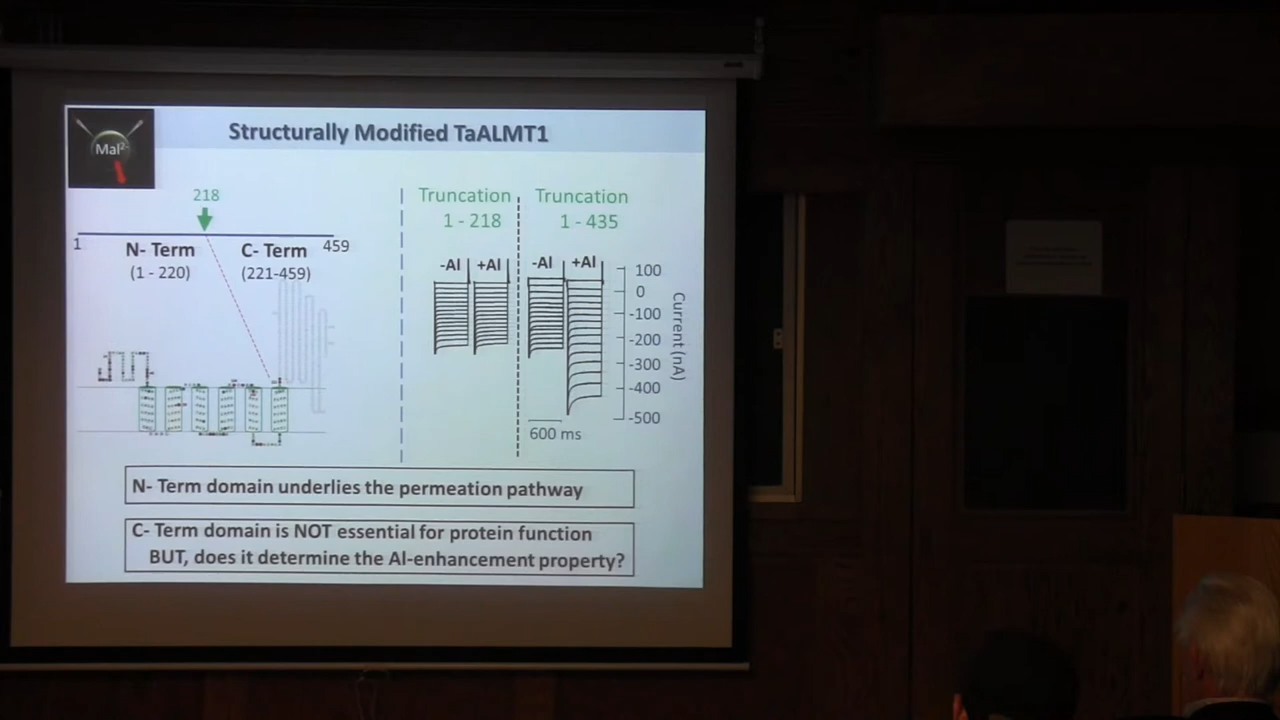 Structurally Modified TaALMT1
Mal2-
218
1
N- Term
C- Term
459
(1 - 220)
(221-459)
Truncation
1 - 218
Truncation
1 - 435
-Al
+Al
-Al
+Al
100
0
-100
-200
-300
-400
-500
Current (nA)
600 ms
N- Term domain underlies the permeation pathway
C- Term domain is NOT essential for protein function
BUT, does it determine the Al-enhancement property?